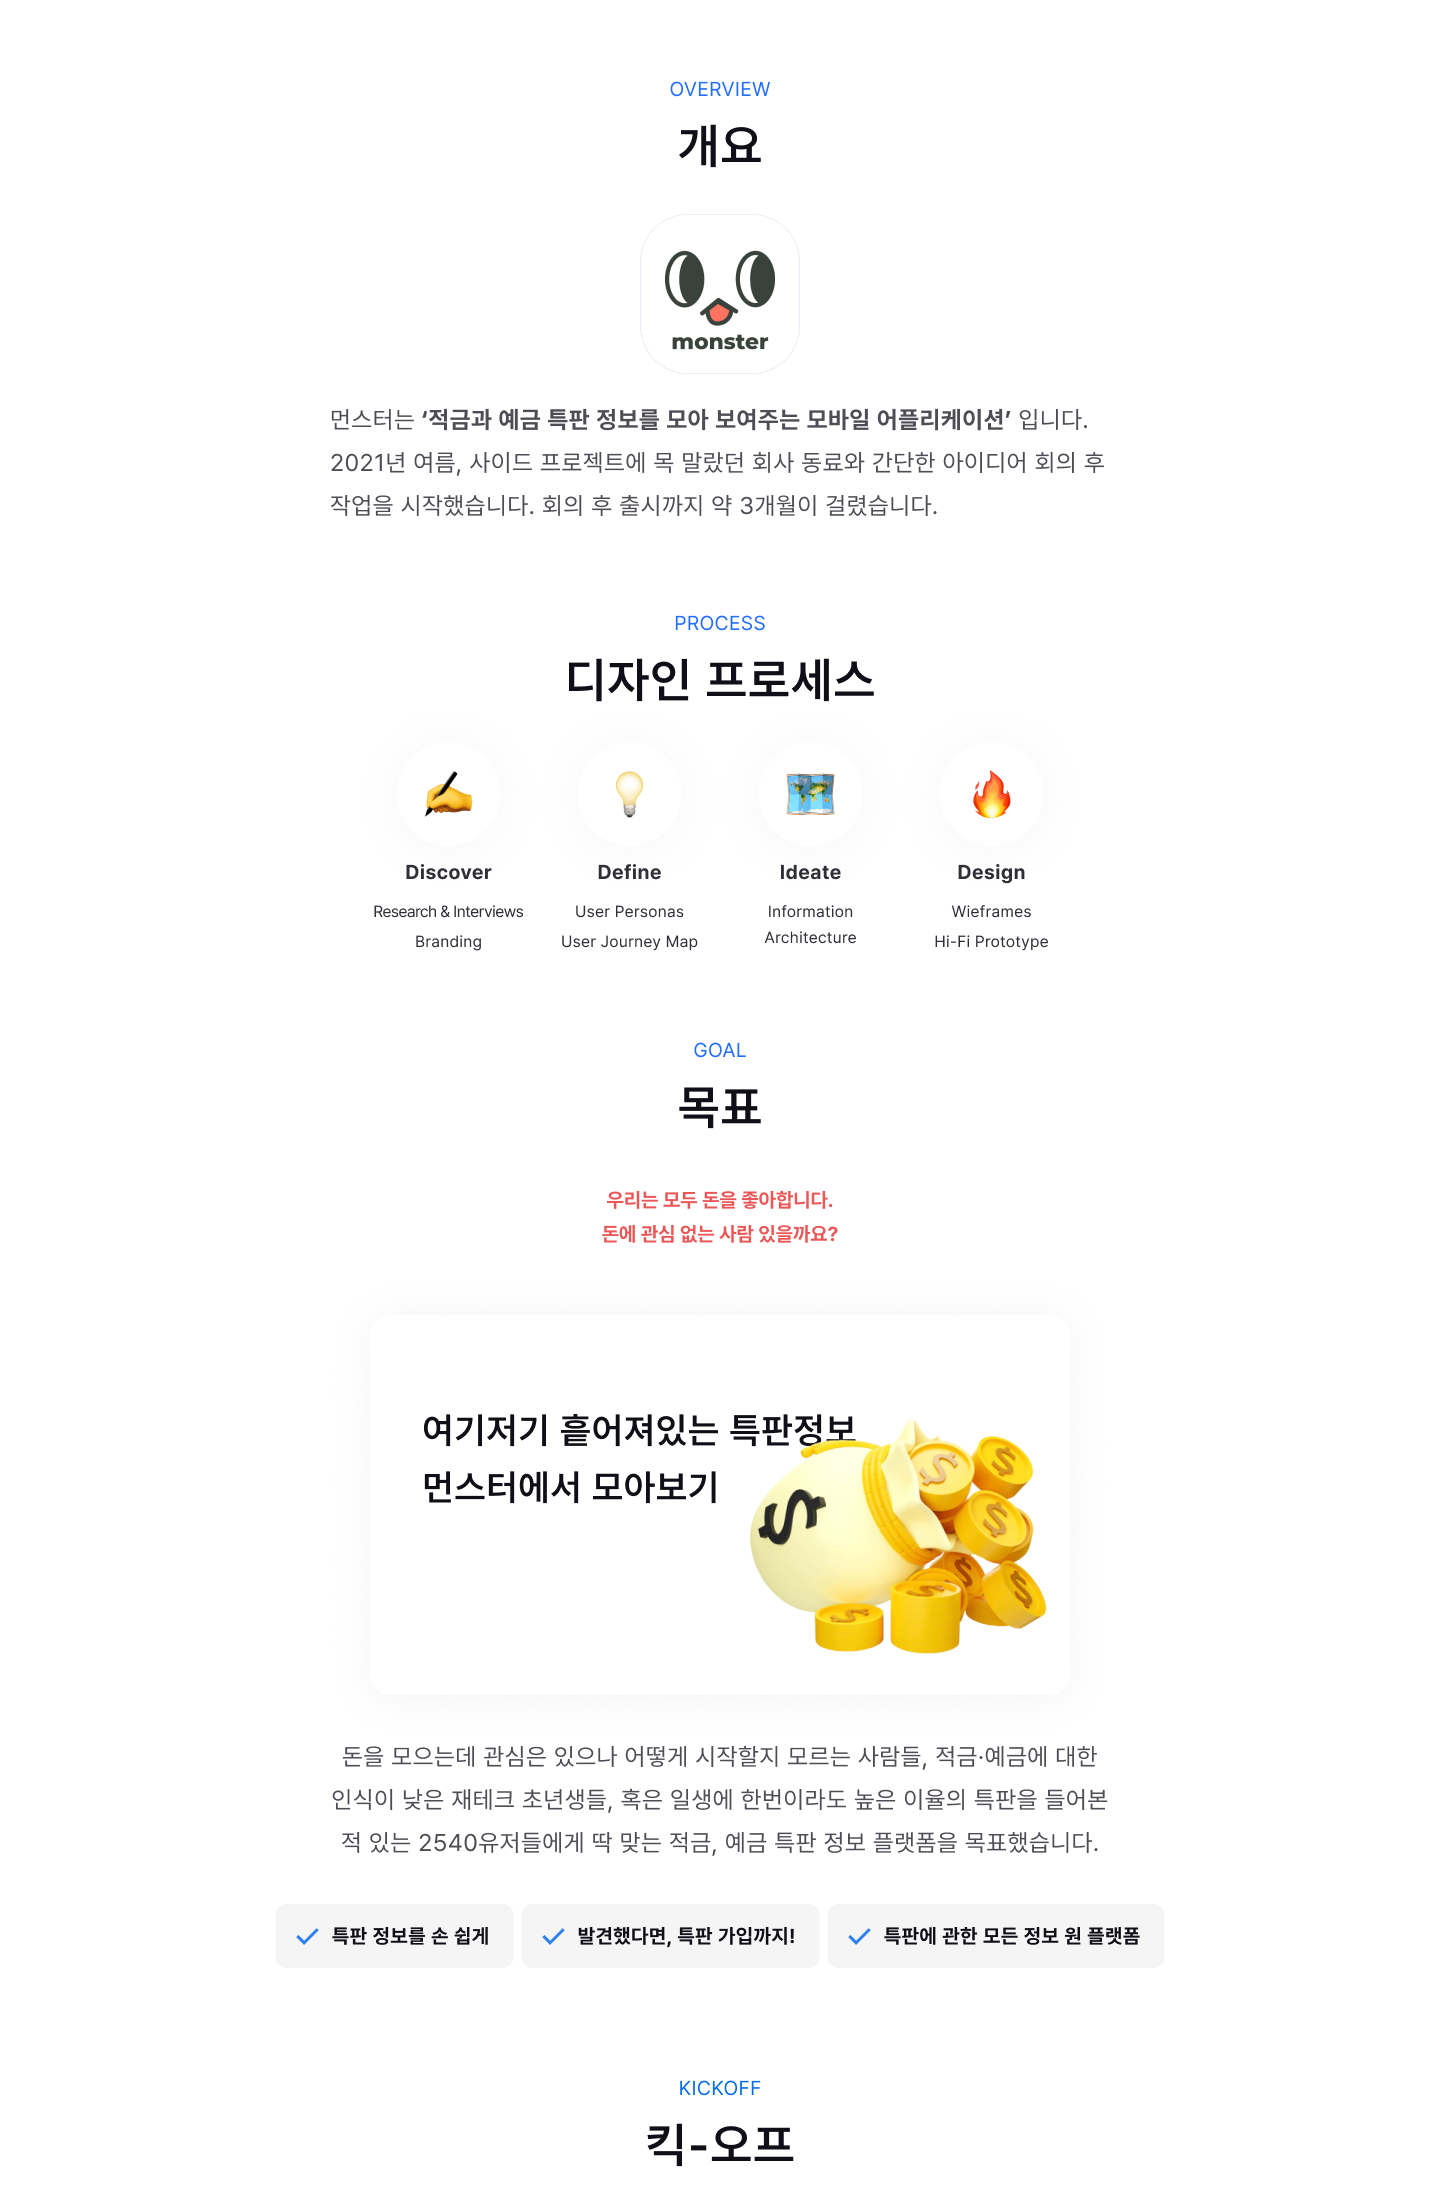 OVERVIEW
개요
monster
먼스터는 ‘적금과 예금 특판 정보를 모아 보여주는 모바일 어플리케이션’ 입니다.
2021년 여름, 사이드 프로젝트에 목 말랐던 회사 동료와 간단한 아이디어 회의 후
작업을 시작했습니다. 회의 후 출시까지 약 3개월이 걸렸습니다.
PROCESS
디자인 프로세스
Discover
Research & Interviews
Branding
Define
User Personas
User Journey Map
Ideate
Information
Architecture
Design
Wieframes
Hi-Fi Prototype
GOAL
목표
우리는 모두 돈을 좋아합니다.
돈에 관심 없는 사람 있을까요?
여기저기 흩어져있는 특판정보
먼스터에서 모아보기
돈을 모으는데 관심은 있으나 어떻게 시작할지 모르는 사람들, 적금·예금에 대한
인식이 낮은 재테크 초년생들, 혹은 일생에 한번이라도 높은 이율의 특판을 들어본
적 있는 2540유저들에게 딱 맞는 적금, 예금 특판 정보 플랫폼을 목표했습니다.
특판 정보를 손 쉽게
발견했다면, 특판 가입까지!
특판에 관한 모든 정보 원 플랫폼
KICKOFF
킥-오프